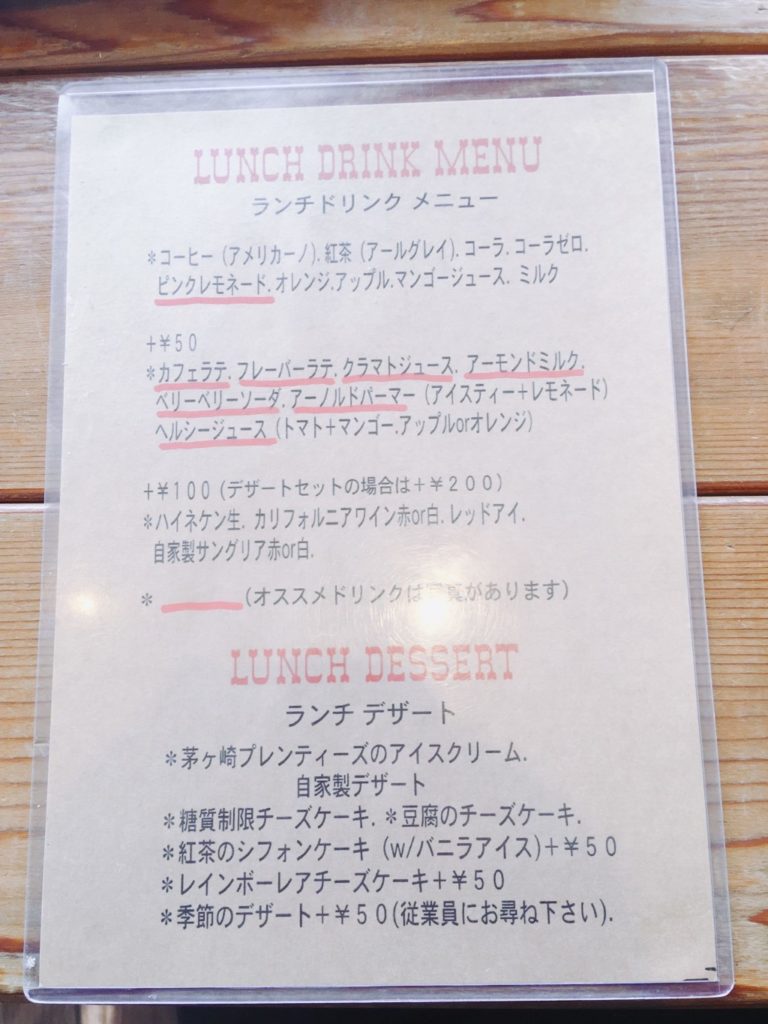 LUNCH DRINK MENU
ランチドリンク メニュー
*コーヒー (アメリカーノ). 紅茶 (アールグレイ). コーラ. コーラゼロ.
ピンクレモネード. オレンジ.アップル.マンゴージュース. ミルク
+¥50
*カフェラテ. フレーバーラテ. クラマトジュース. アーモンドミルク.
ベリーベリーソーダ. アーノルドパーマー (アイスティー+レモネード)
ヘルシージュース (トマト+マンゴー.アップルorオレンジ)
+¥100 (デザートセットの場合は+¥200)
*ハイネケン生. カリフォルニアワイン赤or白. レッドアイ.
自家製サングリア赤or白.
* (オススメドリンクは写真があります)
LUNCH DESSERT
ランチ デザート
*茅ヶ崎プレンティーズのアイスクリーム.
自家製デザート
*糖質制限チーズケーキ. *豆腐のチーズケーキ.
*紅茶のシフォンケーキ (w/バニラアイス)+¥50
*レインボーレアチーズケーキ+¥50
*季節のデザート+¥50(従業員にお尋ね下さい).